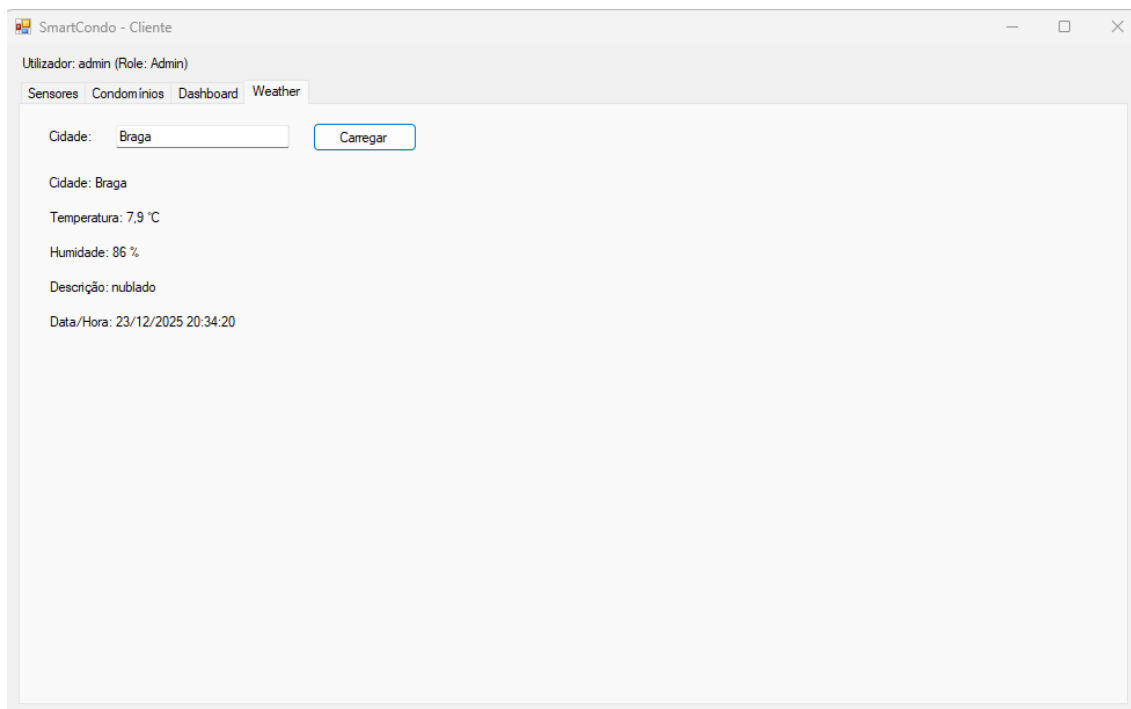 SmartCondo - Cliente
Utilizador: admin (Role: Admin)
Sensores Condomínios Dashboard Weather
Cidade: Braga Carregar
Cidade: Braga
Temperatura: 7,9 °C
Humidade: 86 %
Descrição: nublado
Data/Hora: 23/12/2025 20:34:20